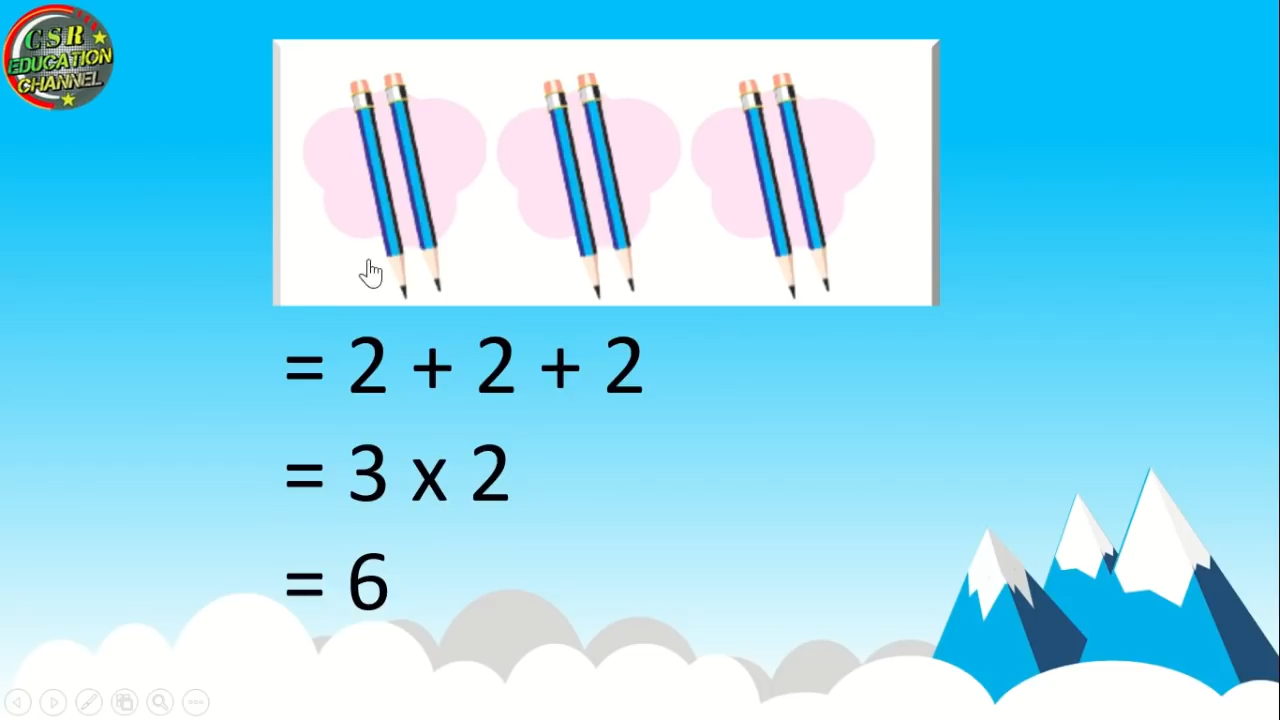 CSR
EDUCATION
CHANNEL
= 2 + 2 + 2
= 3 x 2
= 6